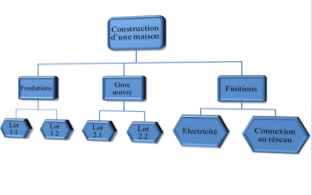 Construction
d'une maison
Fondations
Gros
œuvre
Finitions
Lot
1.1
Lot
1.2
Lot
2.1
Lot
2.2
Electricité
Connexion
au réseau